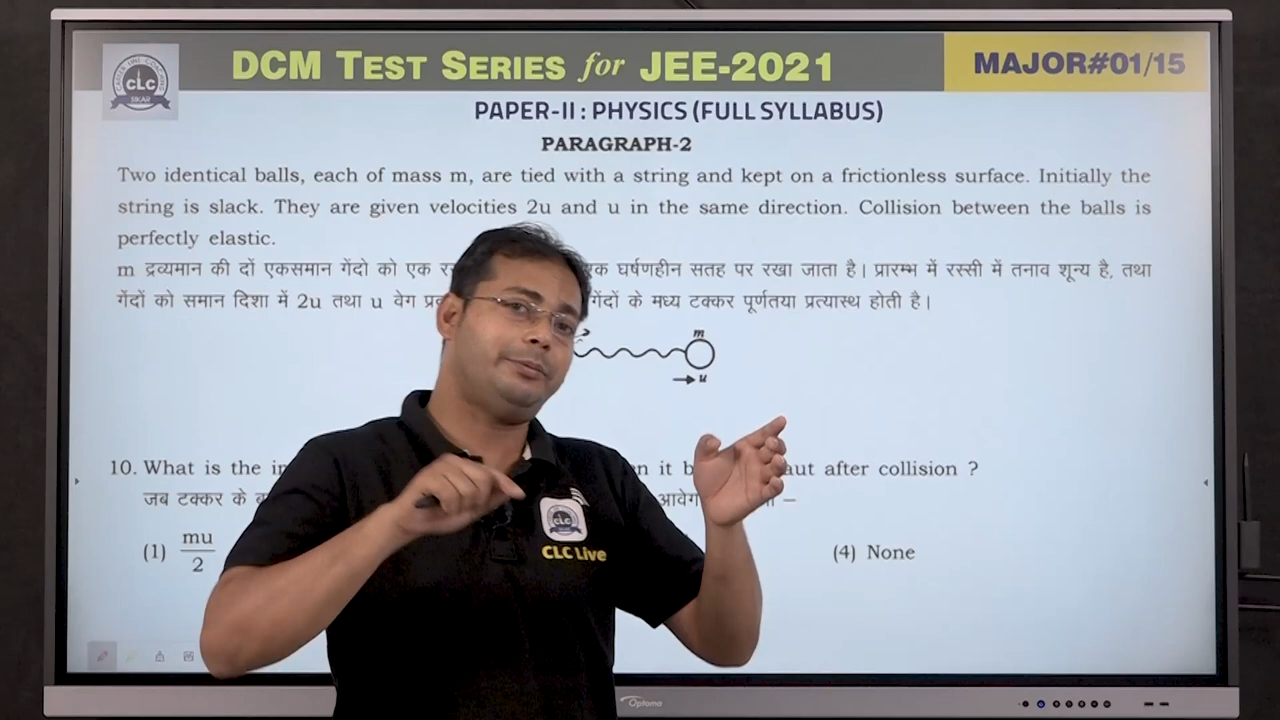 DCM TEST SERIES for JEE-2021
MAJOR#01/15
CLC
SIKAR
PAPER-II : PHYSICS (FULL SYLLABUS)
PARAGRAPH-2
Two identical balls, each of mass m, are tied with a string and kept on a frictionless surface. Initially the
string is slack. They are given velocities 2u and u in the same direction. Collision between the balls is
perfectly elastic.
m द्रव्यमान की दों एकसमान गेंदो को एक घर्षणहीन सतह पर रखा जाता है। प्रारम्भ में रस्सी में तनाव शून्य है, तथा
गेंदों को समान दिशा में 2u तथा u वेग गेंदों के मध्य टक्कर पूर्णतया प्रत्यास्थ होती है।
m
u
10. What is the it after collision ?
जब टक्कर के आवेग –
(1) mu/2
(4) None
CLC
CLC Live
Optoma